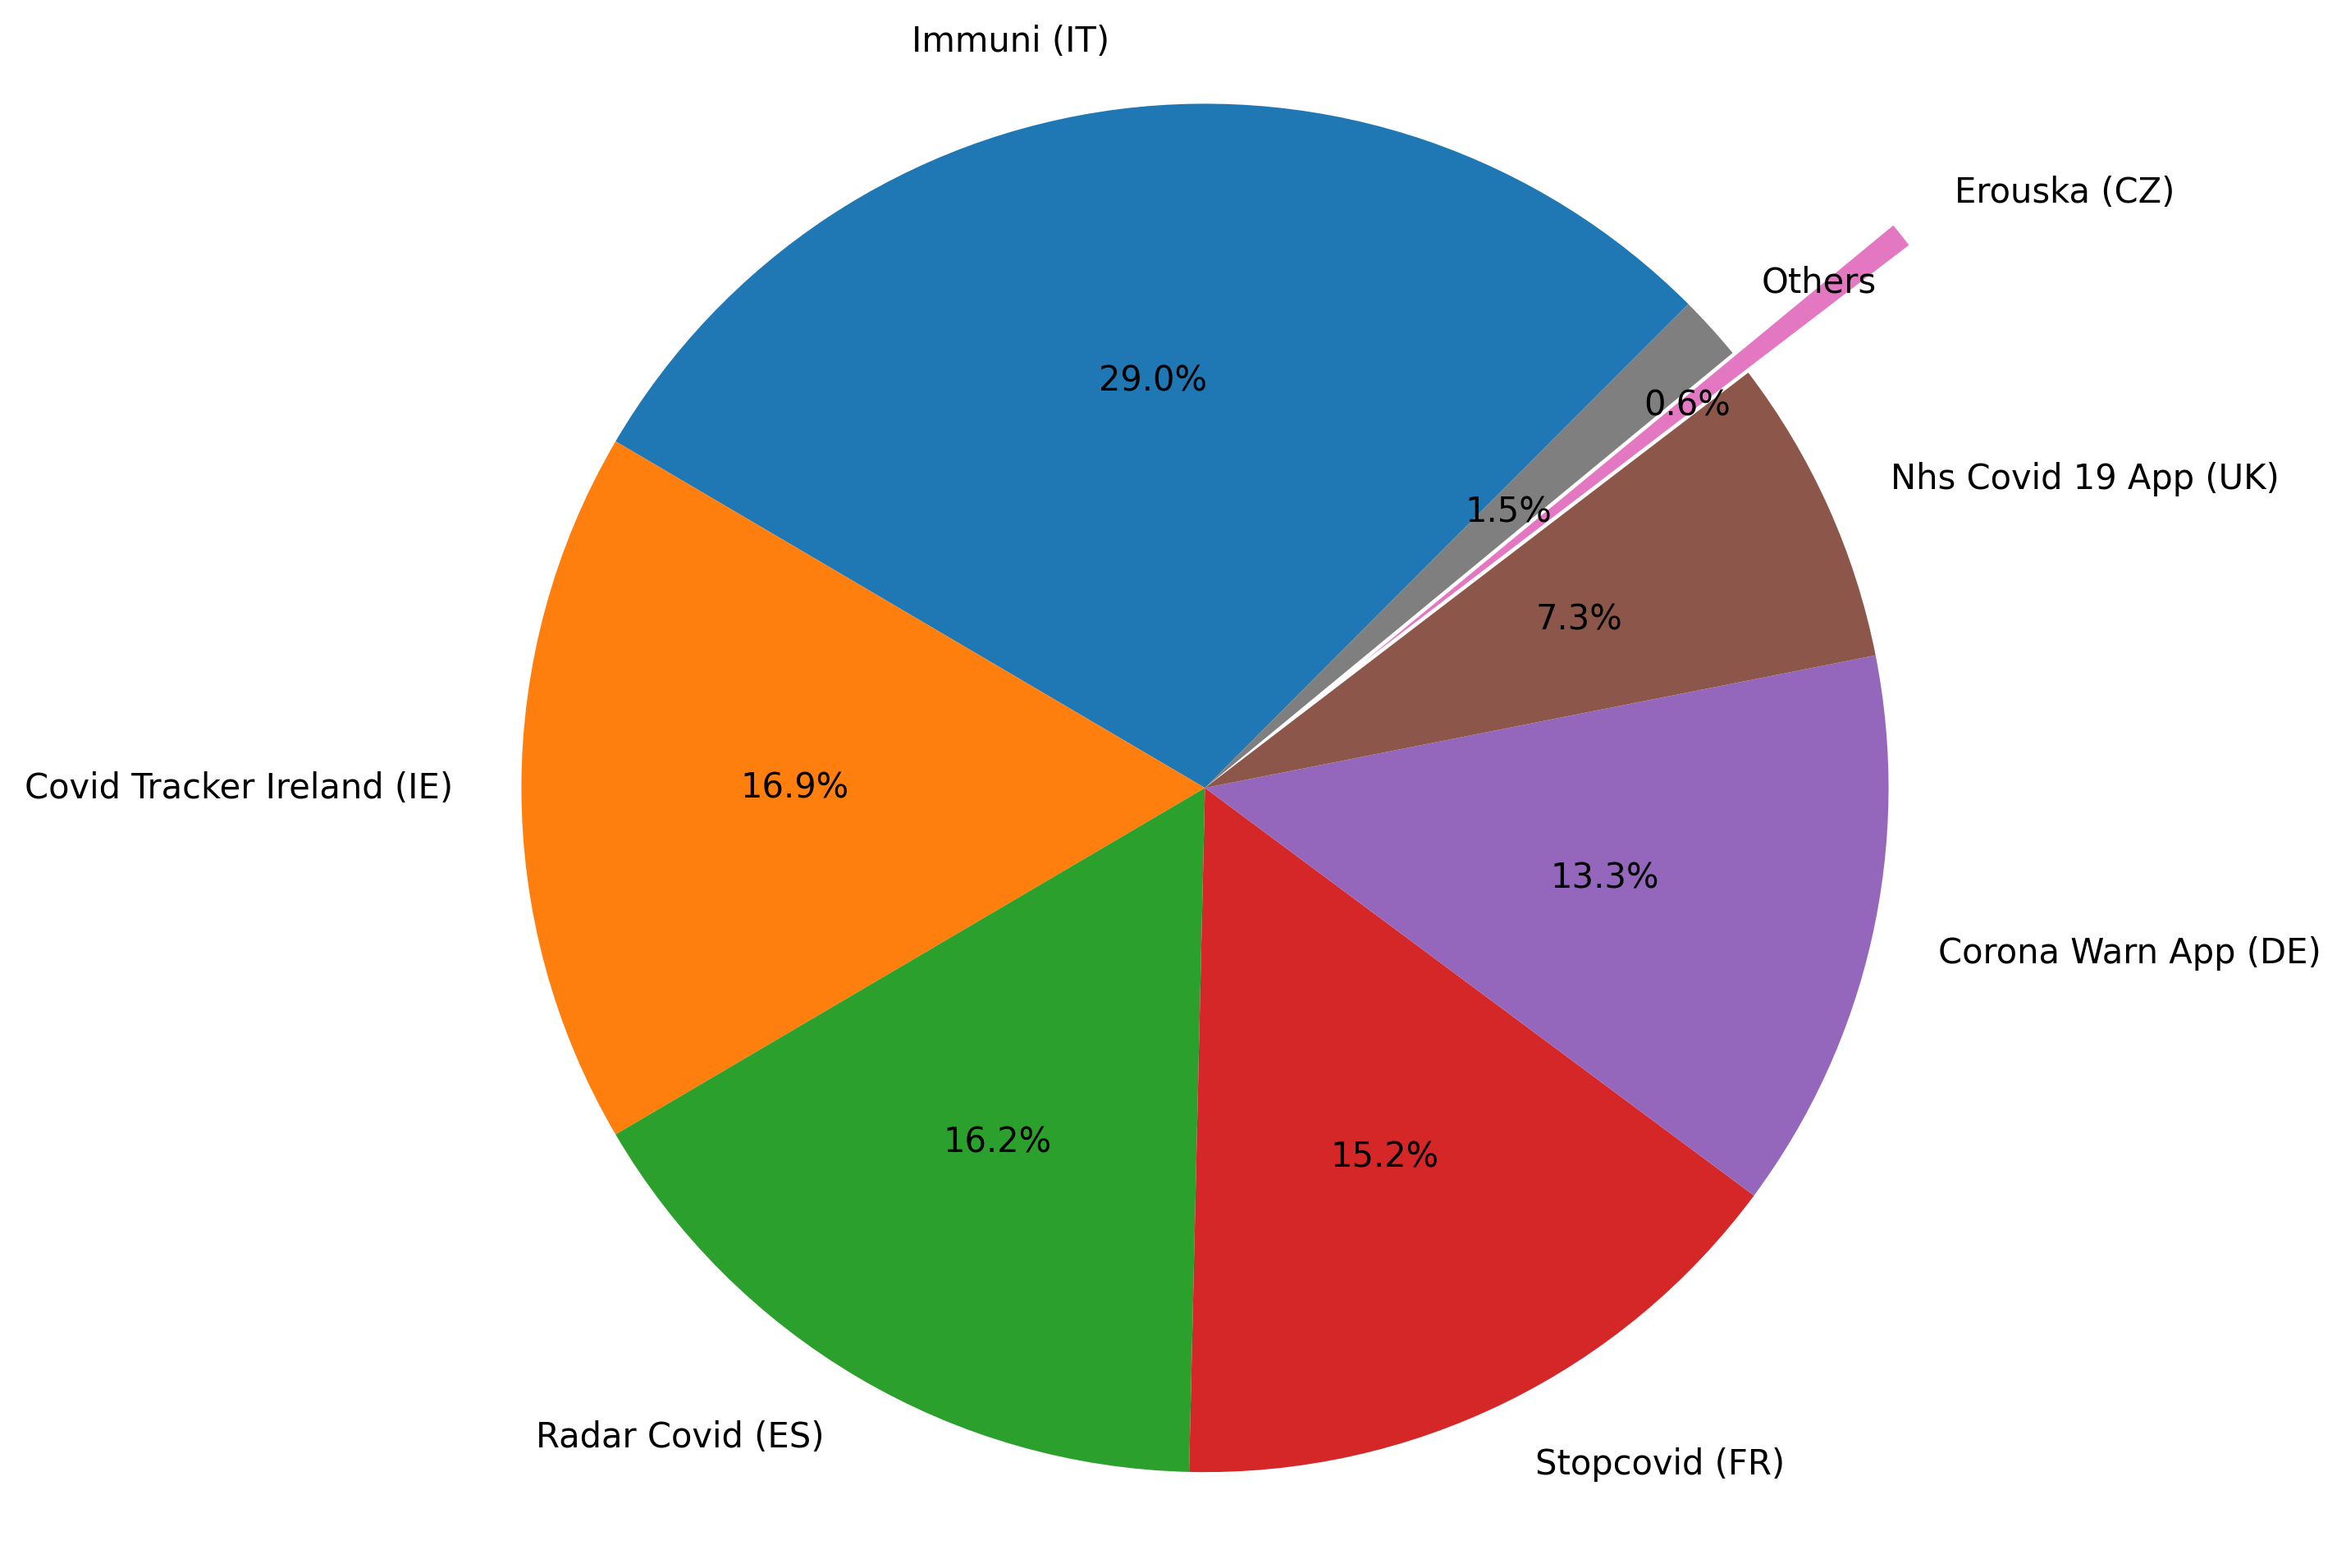 Immuni (IT)
Erouska (CZ)
Others
29.0%
0.6%
Nhs Covid 19 App (UK)
1.5%
7.3%
Covid Tracker Ireland (IE)
16.9%
13.3%
Corona Warn App (DE)
16.2%
15.2%
Radar Covid (ES)
Stopcovid (FR)